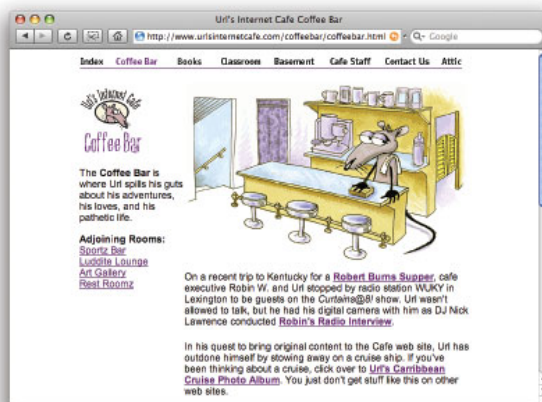 Url's Internet Cafe Coffee Bar
http://www.urlsinternetcafe.com/coffeebar/coffeebar.html
Google
Index Coffee Bar Books Classroom Basement Cafe Staff Contact Us Attic
Url's Internet Cafe
Coffee Bar
The Coffee Bar is
where Url spills his guts
about his adventures,
his loves, and his
pathetic life.
Adjoining Rooms:
Sportz Bar
Luddite Lounge
Art Gallery
Rest Roomz
On a recent trip to Kentucky for a Robert Burns Supper, cafe
executive Robin W. and Url stopped by radio station WUKY in
Lexington to be guests on the Curtains@8! show. Url wasn't
allowed to talk, but he had his digital camera with him as DJ Nick
Lawrence conducted Robin's Radio Interview.
In his quest to bring original content to the Cafe web site, Url has
outdone himself by stowing away on a cruise ship. If you've
been thinking about a cruise, click over to Url's Carribbean
Cruise Photo Album. You just don't get stuff like this on other
web sites.